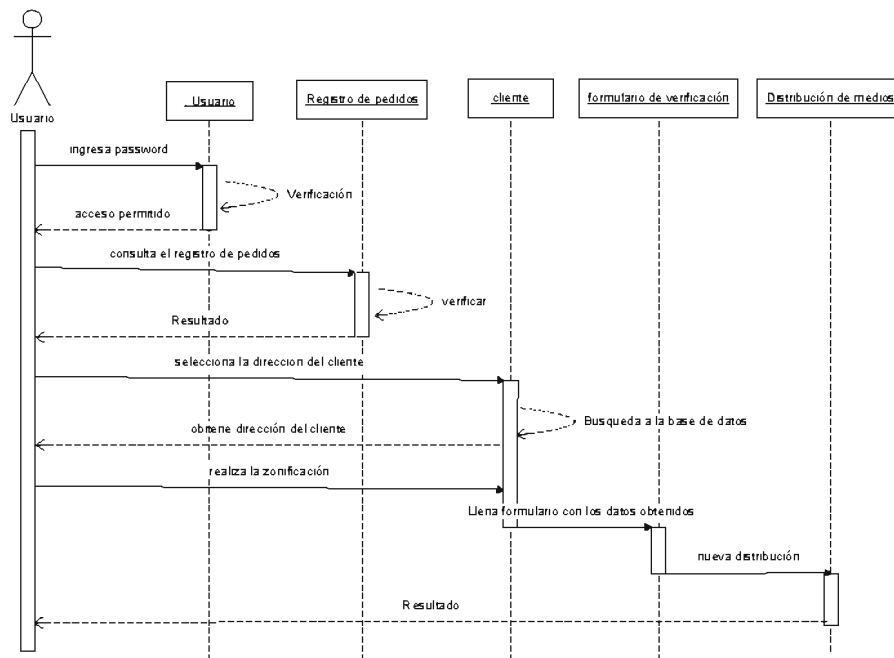 Usuario
Usuario
Registro de pedidos
cliente
formulario de verificación
Distribución de medios
ingresa password
Verificación
acceso permitido
consulta el registro de pedidos
verificar
Resultado
selecciona la direccion del cliente
Busqueda a la base de datos
obtiene dirección del cliente
realiza la zonificación
Llena formulario con los datos obtenidos
nueva distribución
Resultado